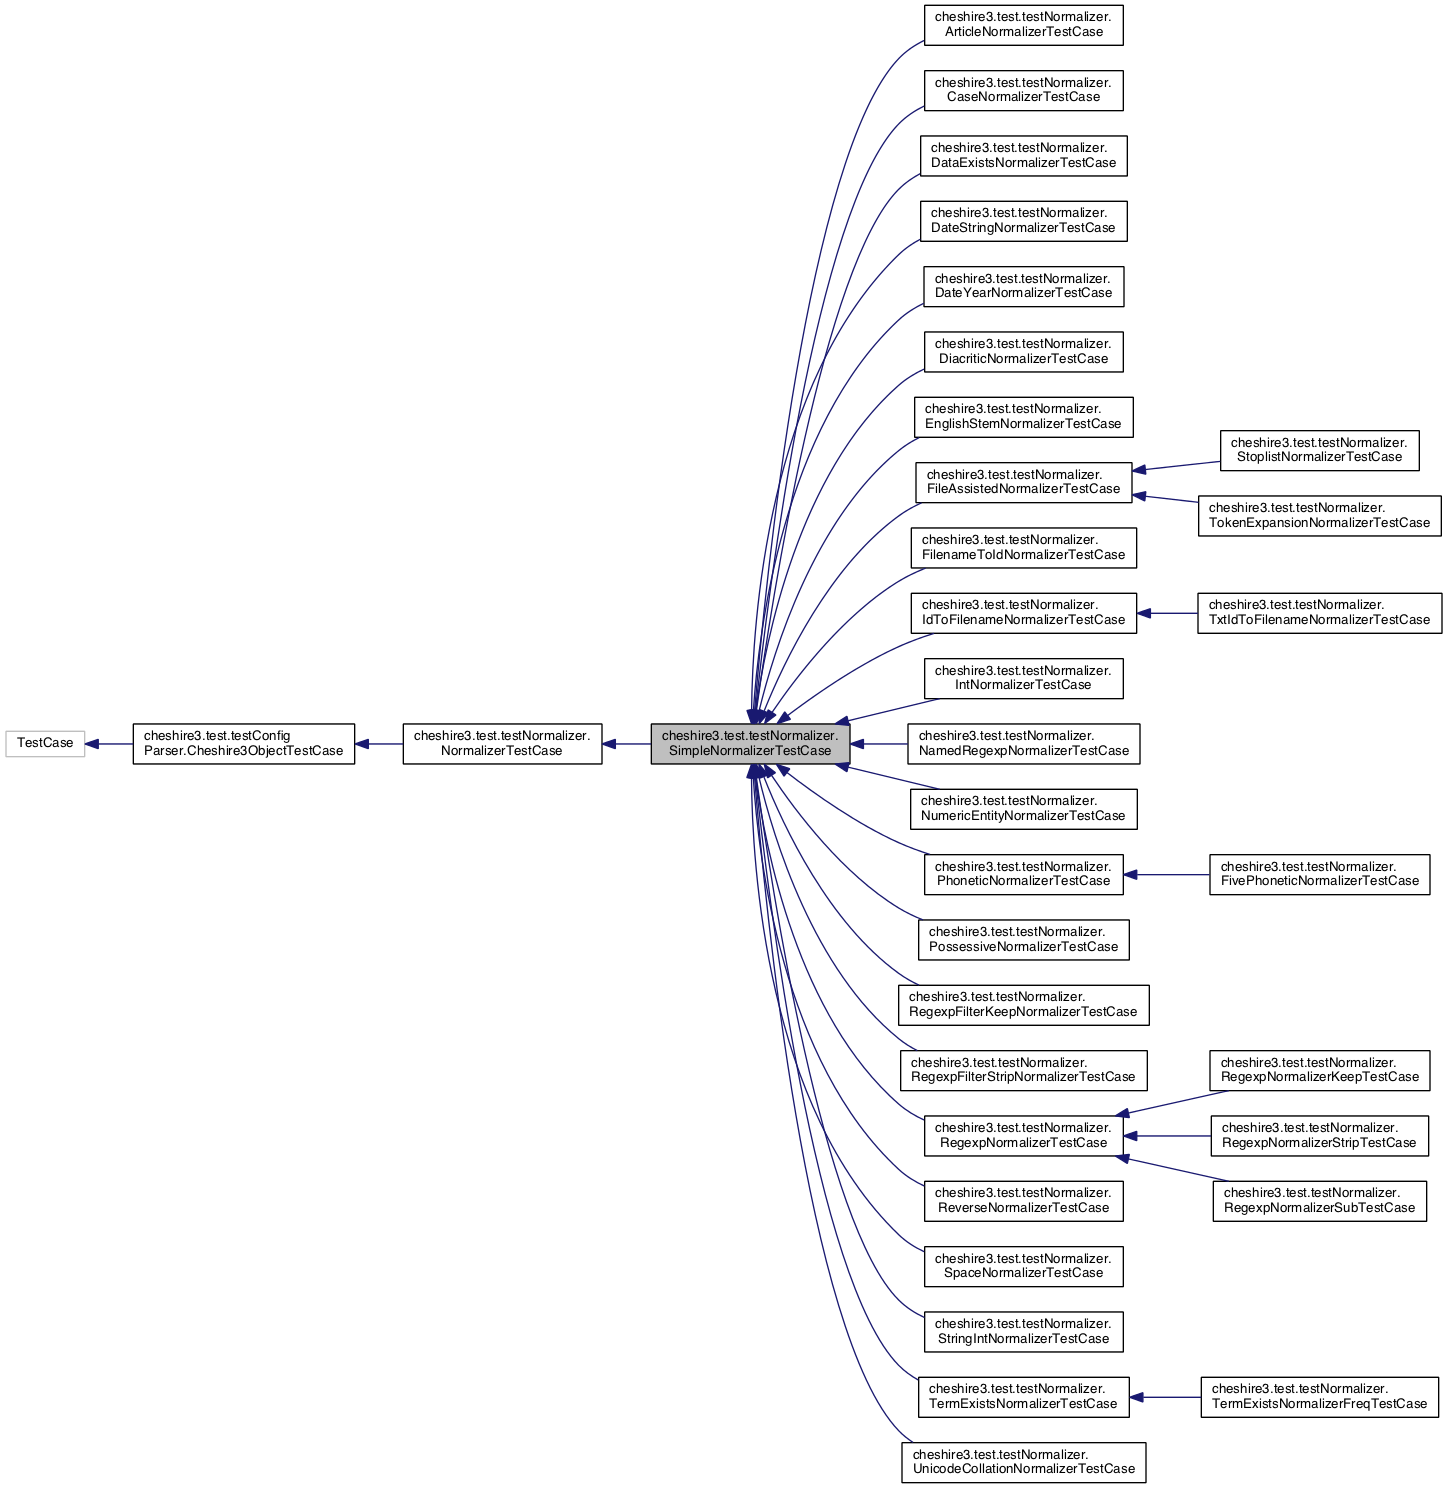 cheshire3.test.testNormalizer.
ArticleNormalizerTestCase
cheshire3.test.testNormalizer.
CaseNormalizerTestCase
cheshire3.test.testNormalizer.
DataExistsNormalizerTestCase
cheshire3.test.testNormalizer.
DateStringNormalizerTestCase
cheshire3.test.testNormalizer.
DateYearNormalizerTestCase
cheshire3.test.testNormalizer.
DiacriticNormalizerTestCase
cheshire3.test.testNormalizer.
EnglishStemNormalizerTestCase
cheshire3.test.testNormalizer.
StoplistNormalizerTestCase
cheshire3.test.testNormalizer.
FileAssistedNormalizerTestCase
cheshire3.test.testNormalizer.
TokenExpansionNormalizerTestCase
cheshire3.test.testNormalizer.
FilenameToIdNormalizerTestCase
cheshire3.test.testNormalizer.
IdToFilenameNormalizerTestCase
cheshire3.test.testNormalizer.
TxtIdToFilenameNormalizerTestCase
cheshire3.test.testNormalizer.
IntNormalizerTestCase
TestCase
cheshire3.test.testConfig
Parser.Cheshire3ObjectTestCase
cheshire3.test.testNormalizer.
NormalizerTestCase
cheshire3.test.testNormalizer.
SimpleNormalizerTestCase
cheshire3.test.testNormalizer.
NamedRegexpNormalizerTestCase
cheshire3.test.testNormalizer.
NumericEntityNormalizerTestCase
cheshire3.test.testNormalizer.
PhoneticNormalizerTestCase
cheshire3.test.testNormalizer.
FivePhoneticNormalizerTestCase
cheshire3.test.testNormalizer.
PossessiveNormalizerTestCase
cheshire3.test.testNormalizer.
RegexpFilterKeepNormalizerTestCase
cheshire3.test.testNormalizer.
RegexpFilterStripNormalizerTestCase
cheshire3.test.testNormalizer.
RegexpNormalizerKeepTestCase
cheshire3.test.testNormalizer.
RegexpNormalizerTestCase
cheshire3.test.testNormalizer.
RegexpNormalizerStripTestCase
cheshire3.test.testNormalizer.
RegexpNormalizerSubTestCase
cheshire3.test.testNormalizer.
ReverseNormalizerTestCase
cheshire3.test.testNormalizer.
SpaceNormalizerTestCase
cheshire3.test.testNormalizer.
StringIntNormalizerTestCase
cheshire3.test.testNormalizer.
TermExistsNormalizerTestCase
cheshire3.test.testNormalizer.
TermExistsNormalizerFreqTestCase
cheshire3.test.testNormalizer.
UnicodeCollationNormalizerTestCase